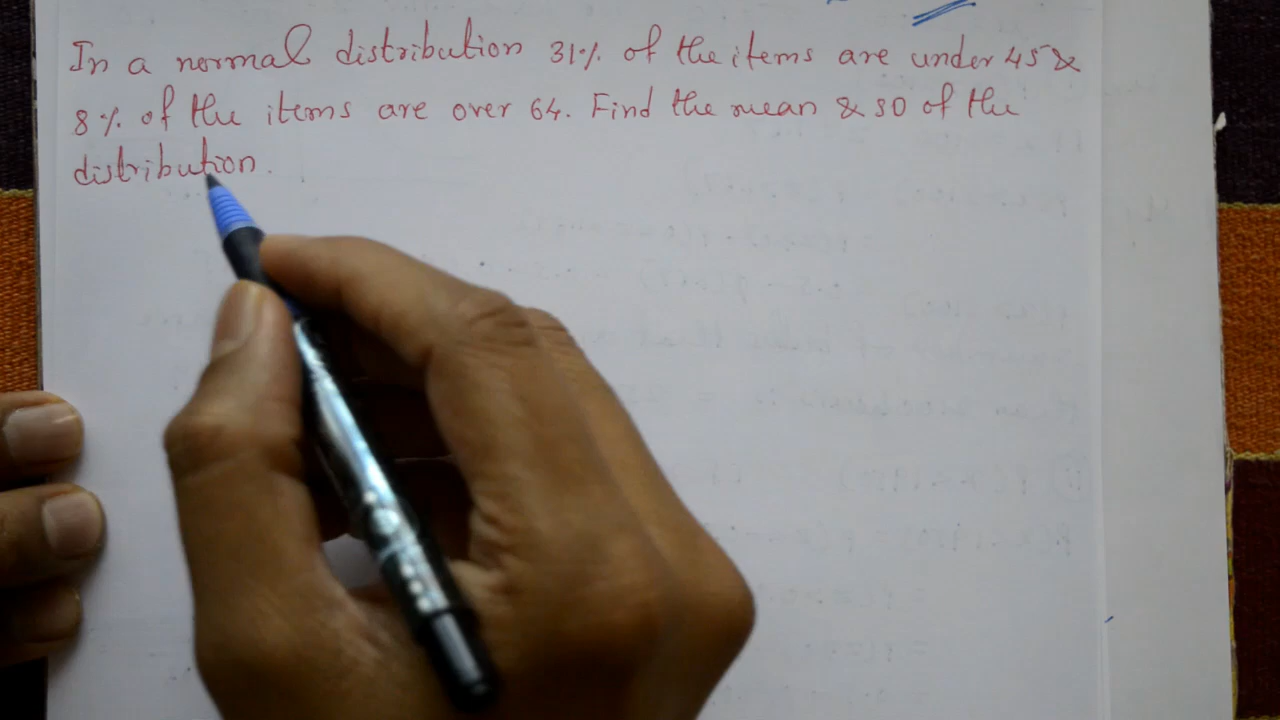 In a normal distribution 31% of the items are under 45 &
8% of the items are over 64. Find the mean & SD of the
distribution.